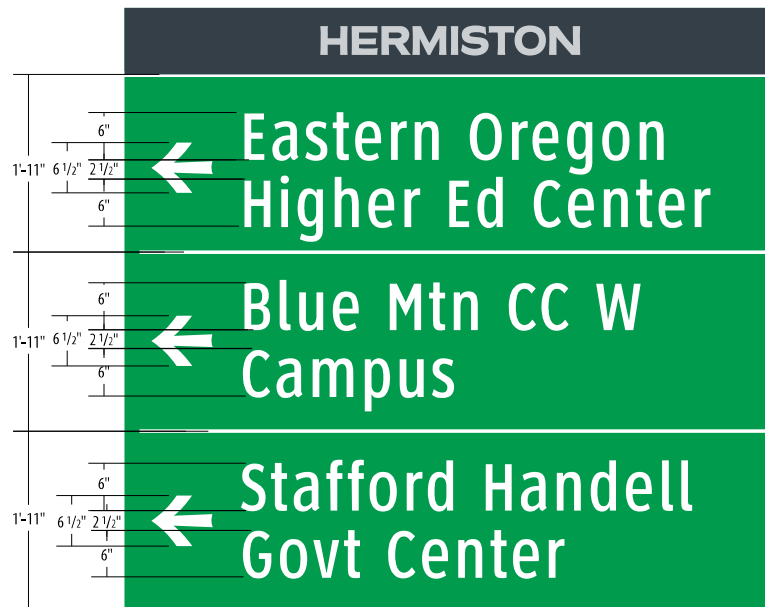 HERMISTON
6"
1'-11" 6 1/2" 2 1/2"
6"
Eastern Oregon
Higher Ed Center
6"
1'-11" 6 1/2" 2 1/2"
6"
Blue Mtn CC W
Campus
6"
1'-11" 6 1/2" 2 1/2"
6"
Stafford Handell
Govt Center